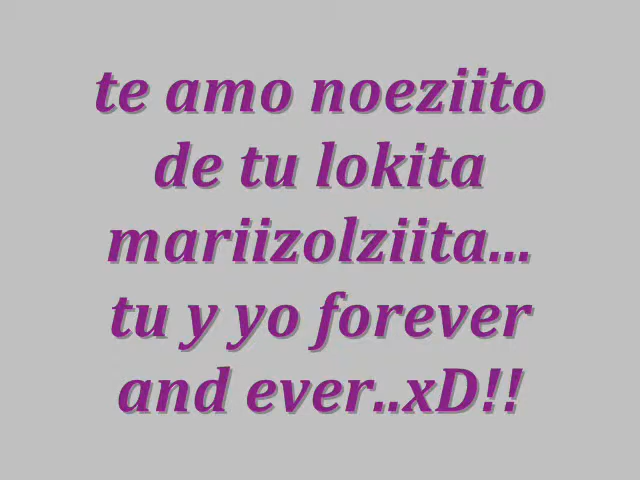 te amo noeziito
de tu lokita
mariizolziita...
tu y yo forever
and ever..xD!!